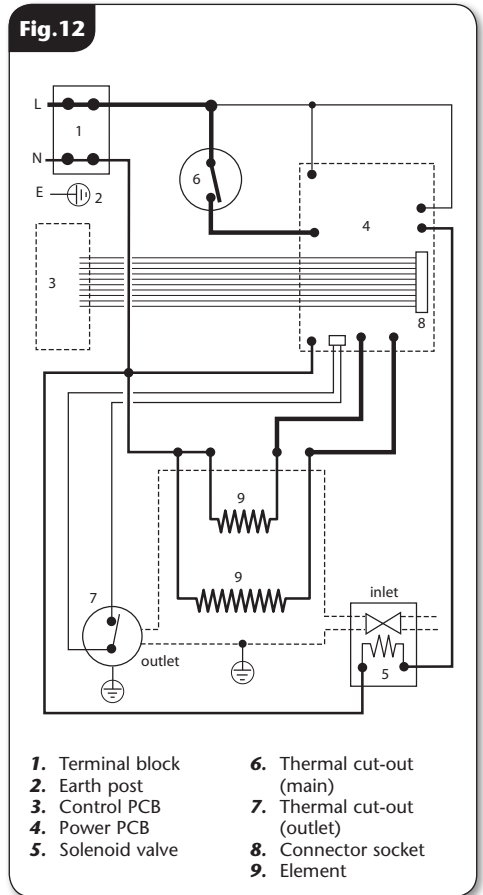 Fig.12
L
1
N
E
2
6
4
3
8
9
9
7
outlet
inlet
5
1. Terminal block
2. Earth post
3. Control PCB
4. Power PCB
5. Solenoid valve
6. Thermal cut-out
(main)
7. Thermal cut-out
(outlet)
8. Connector socket
9. Element